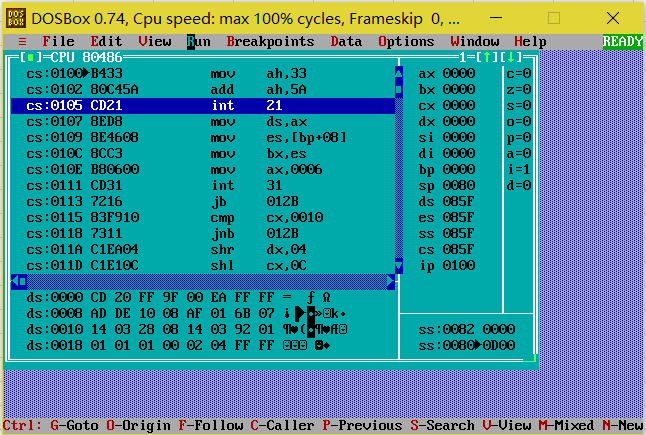 DOSBox 0.74, Cpu speed: max 100% cycles, Frameskip  0, ...
≡ File Edit View Run Breakpoints Data Options Window Help READY
[■]=CPU 80486 1=[↑][↓]
cs:0100►B433 mov ah,33 ax 0000 c=0
cs:0102 80C45A add ah,5A bx 0000 z=0
cs:0105 CD21 int 21 cx 0000 s=0
cs:0107 8ED8 mov ds,ax dx 0000 o=0
cs:0109 8E4608 mov es,[bp+08] si 0000 p=0
cs:010C 8CC3 mov bx,es di 0000 a=0
cs:010E B80600 mov ax,0006 bp 0000 i=1
cs:0111 CD31 int 31 sp 0080 d=0
cs:0113 7216 jb 012B ds 085F
cs:0115 83F910 cmp cx,0010 es 085F
cs:0118 7311 jnb 012B ss 085F
cs:011A C1EA04 shr dx,04 cs 085F
cs:011D C1E10C shl cx,0C ip 0100
ds:0000 CD 20 FF 9F 00 EA FF FF = ƒ Ω
ds:0008 AD DE 10 08 AF 01 6B 07
ds:0010 14 03 28 08 14 03 92 01 ss:0082 0000
ds:0018 01 01 01 00 02 04 FF FF ss:0080►0D00
Ctrl: G-Goto O-Origin F-Follow C-Caller P-Previous S-Search V-View M-Mixed N-New